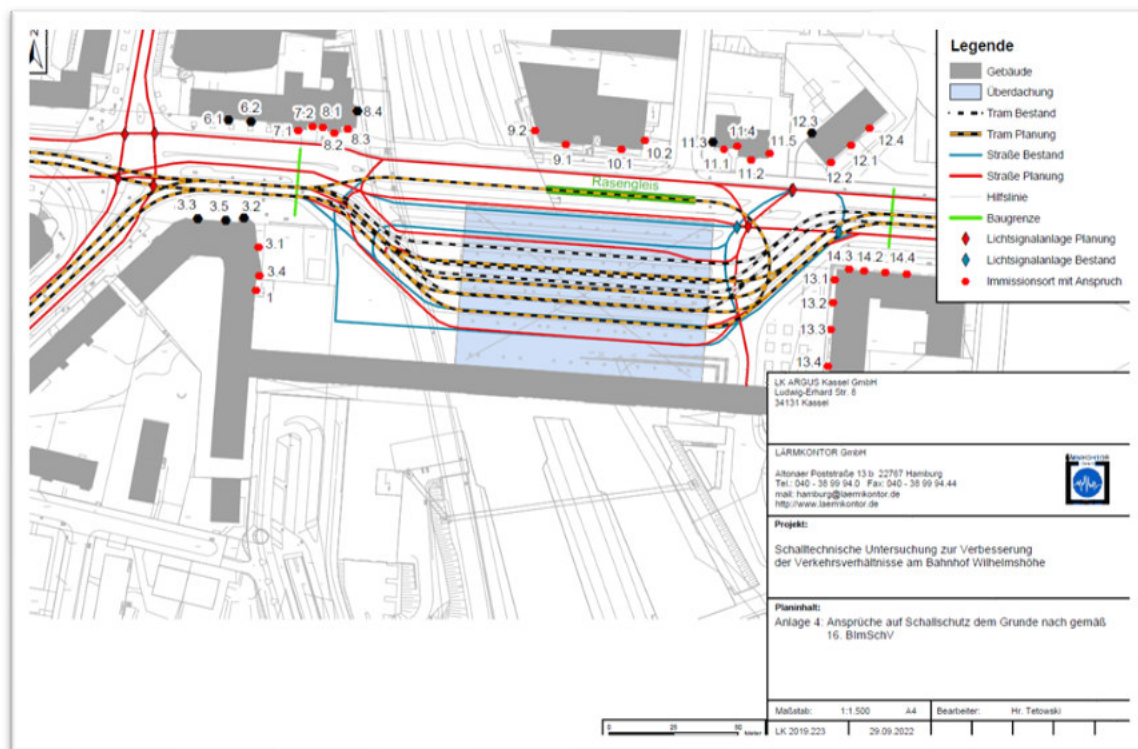 Legende
Gebäude
Überdachung
Tram Bestand
Tram Planung
Straße Bestand
Straße Planung
Hilfslinie
Baugrenze
Lichtsignalanlage Planung
Lichtsignalanlage Bestand
Immissionsort mit Anspruch
6.1
6.2
7.1
7.2
8.1
8.2
8.3
8.4
9.2
9.1
10.1
10.2
11.3
11.4
11.1
11.2
11.5
12.3
12.4
12.1
12.2
Rasengleis
3.3
3.5
3.2
3.1
3.4
1
14.3
14.2
14.4
13.1
13.2
13.3
13.4
LK ARGUS Kassel GmbH
Ludwig-Erhard Str. 8
34131 Kassel
LÄRMKONTOR GmbH
Altonaer Poststraße 13 b 22767 Hamburg
Tel.: 040 - 38 99 94.0 Fax: 040 - 38 99 94.44
mail: hamburg@laermkontor.de
http://www.laermkontor.de
LÄRMKONTOR
Projekt:
Schalltechnische Untersuchung zur Verbesserung
der Verkehrsverhältnisse am Bahnhof Wilhelmshöhe
Planinhalt:
Anlage 4: Ansprüche auf Schallschutz dem Grunde nach gemäß
16. BImSchV
Maßstab: 1:1.500 A4 Bearbeiter: Hr. Tetowski
LK 2019.223 29.09.2022
0 25 50
Meter